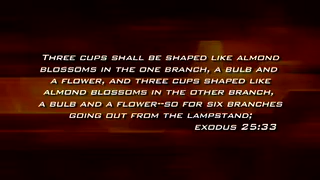 Three cups shall be shaped like almond
blossoms in the one branch, a bulb and
a flower, and three cups shaped like
almond blossoms in the other branch,
a bulb and a flower--so for six branches
going out from the lampstand;
exodus 25:33